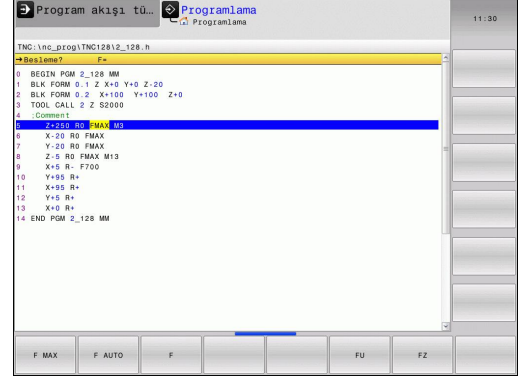 Program akışı tü...
Programlama
Programlama
11:30
TNC:\nc_prog\TNC128\2_128.h
→Besleme? F=
0 BEGIN PGM 2_128 MM
1 BLK FORM 0.1 Z X+0 Y+0 Z-20
2 BLK FORM 0.2 X+100 Y+100 Z+0
3 TOOL CALL 2 Z S2000
4 ;Comment
5 Z+250 R0 FMAX M3
6 X-20 R0 FMAX
7 Y-20 R0 FMAX
8 Z-5 R0 FMAX M13
9 X+5 R- F700
10 Y+95 R+
11 X+95 R+
12 Y+5 R+
13 X+0 R+
14 END PGM 2_128 MM
F MAX
F AUTO
F
FU
FZ